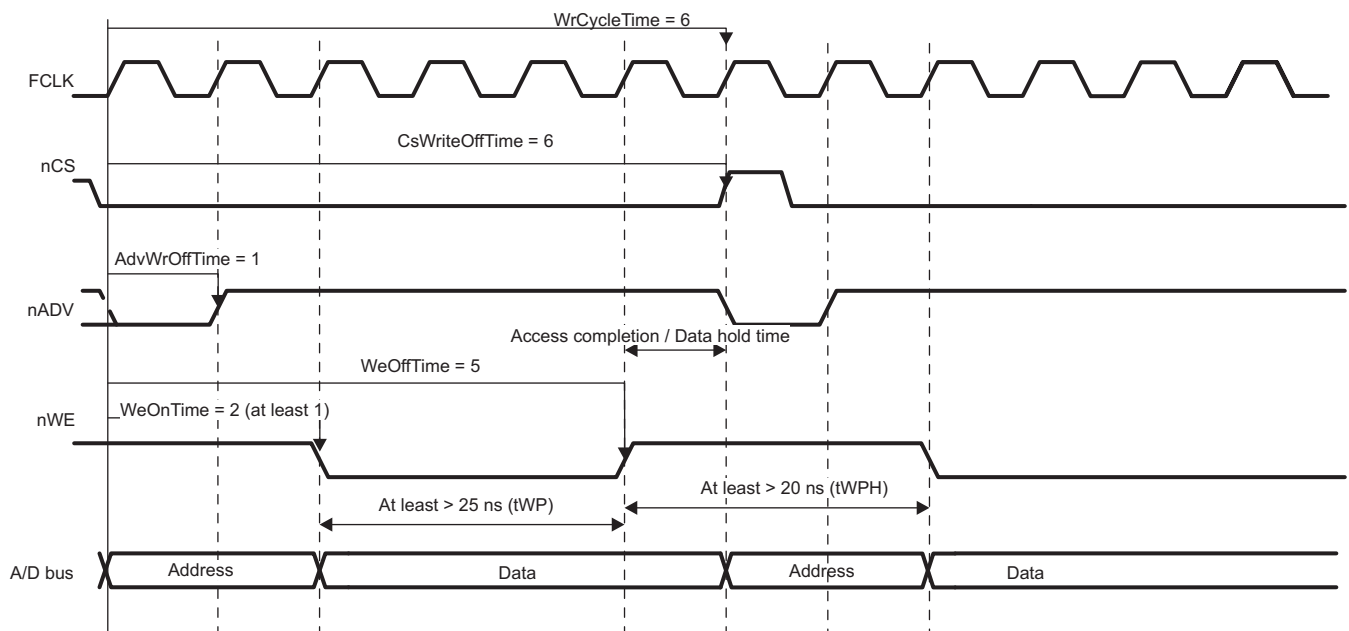 WrCycleTime = 6
FCLK
CsWriteOffTime = 6
nCS
AdvWrOffTime = 1
nADV
Access completion / Data hold time
WeOffTime = 5
WeOnTime = 2 (at least 1)
nWE
At least > 25 ns (tWP)
At least > 20 ns (tWPH)
A/D bus
Address
Data
Address
Data